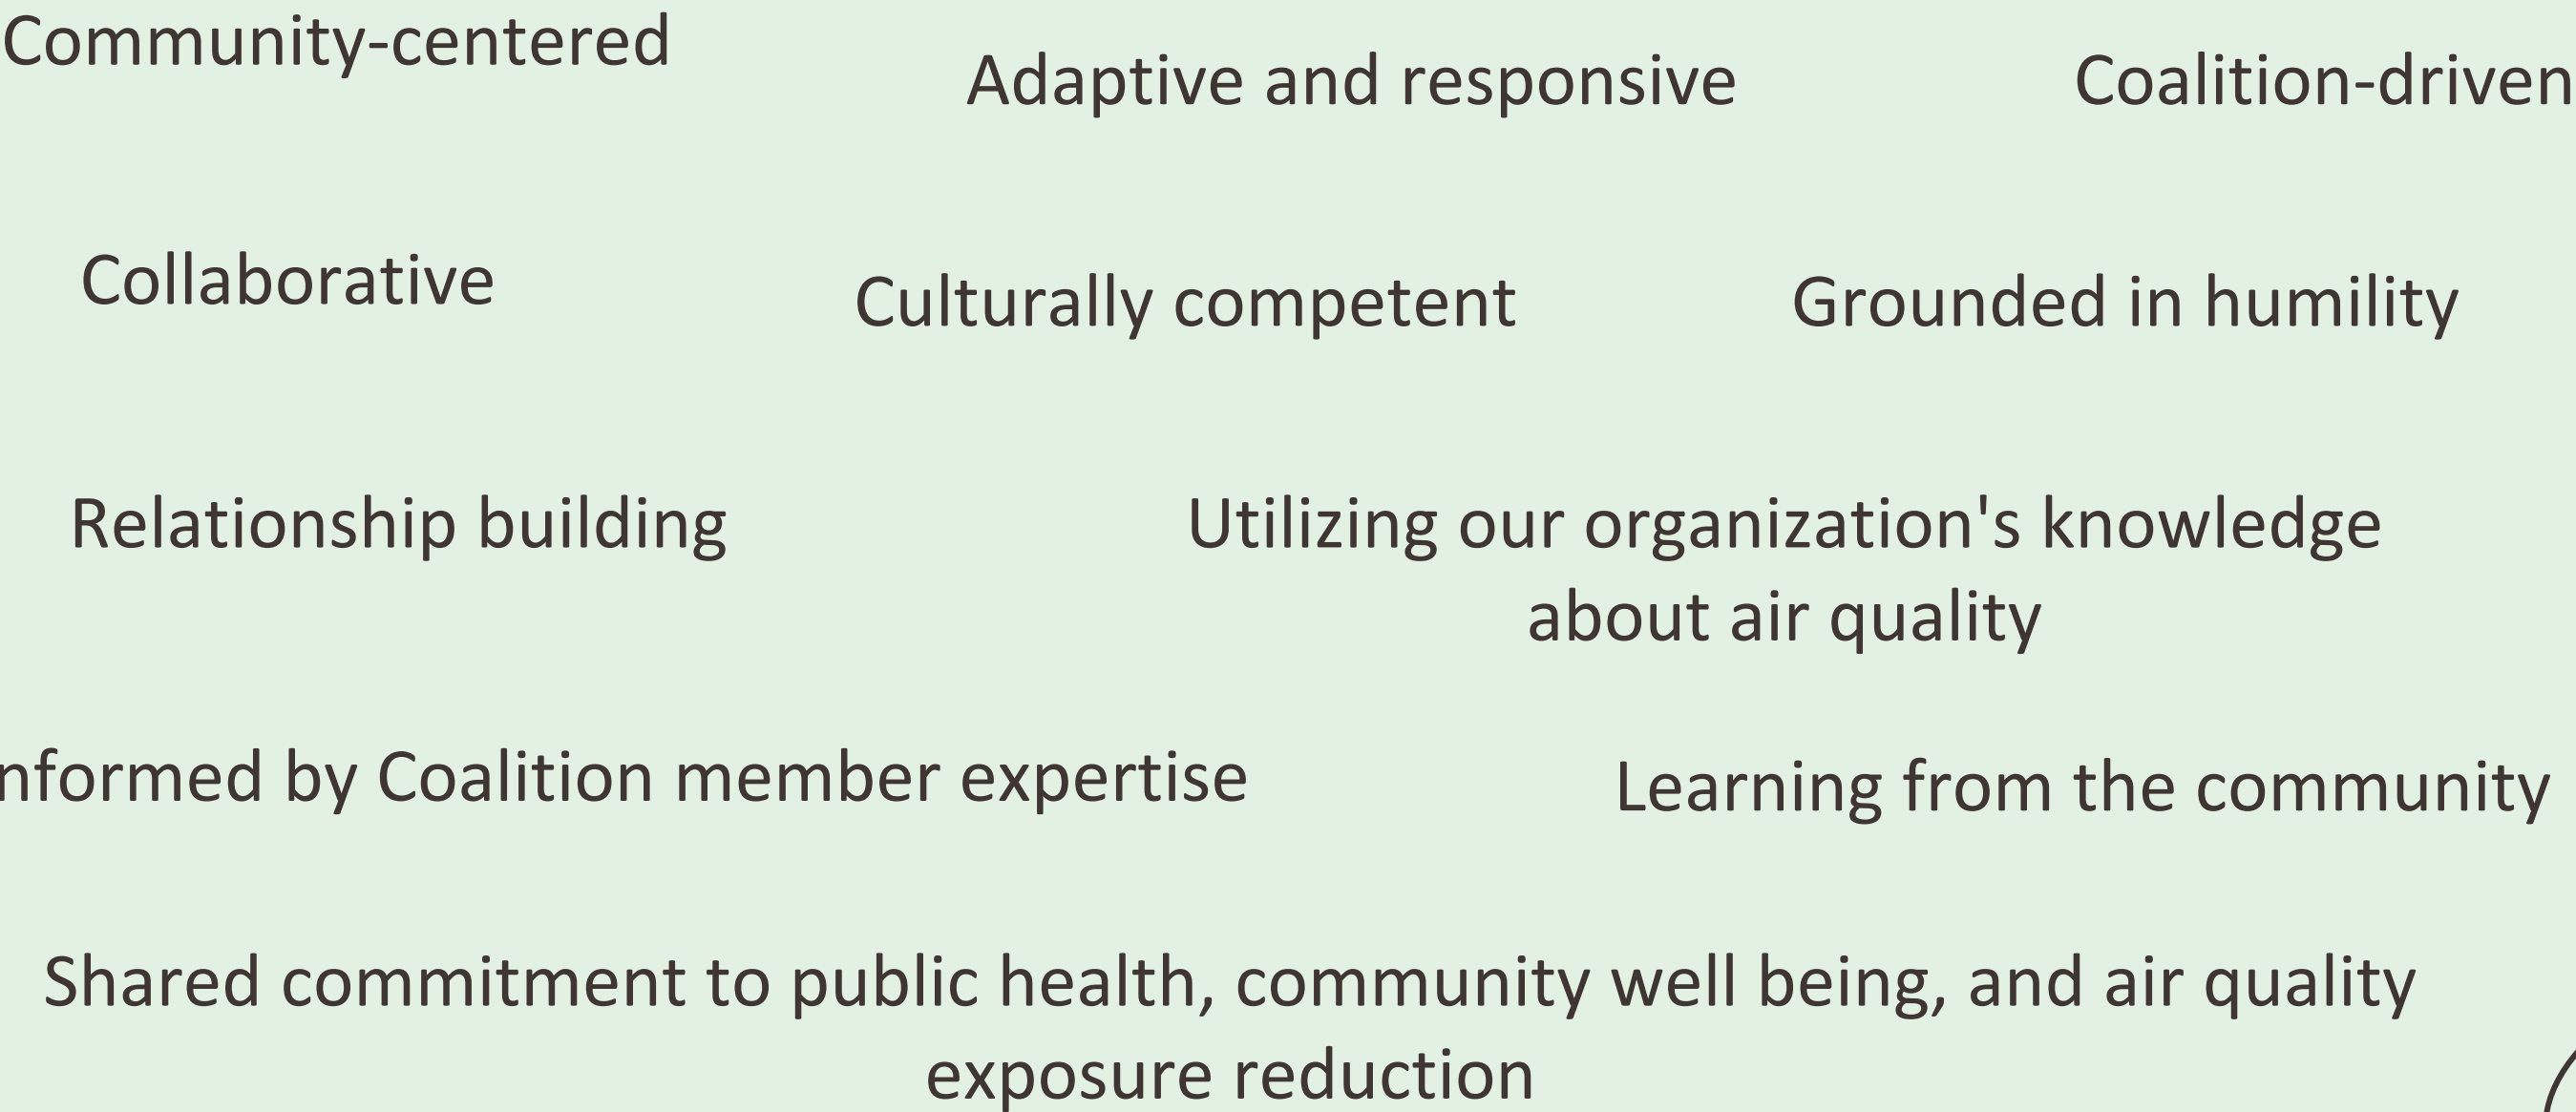 Community-centered
Adaptive and responsive
Coalition-driven
Collaborative
Culturally competent
Grounded in humility
Relationship building
Utilizing our organization's knowledge
about air quality
nformed by Coalition member expertise
Learning from the community
Shared commitment to public health, community well being, and air quality
exposure reduction